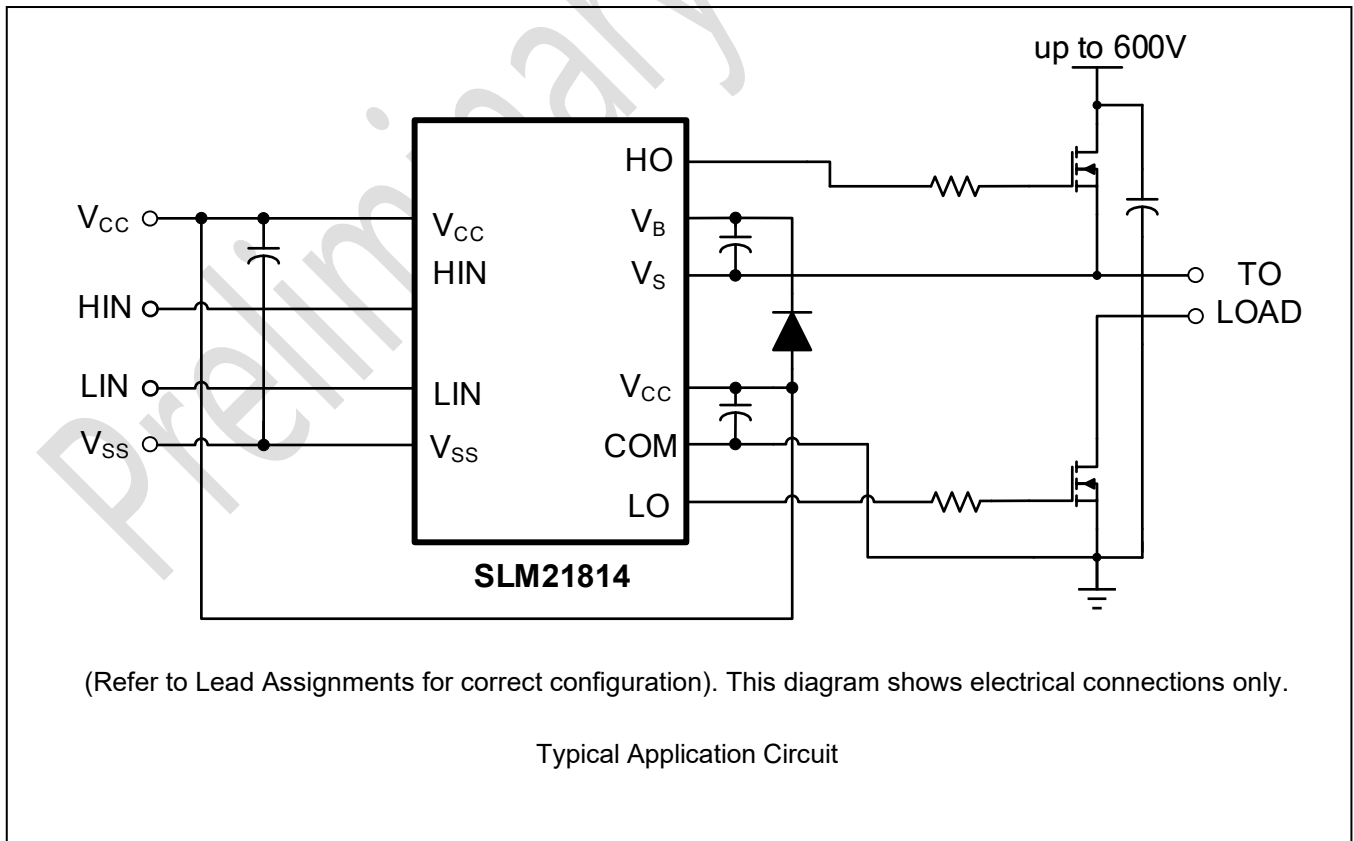 Preliminary
up to 600V
HO
VCC
VCC
VB
HIN
VS
TO
HIN
LOAD
LIN
LIN
VCC
VSS
VSS
COM
LO
SLM21814
(Refer to Lead Assignments for correct configuration). This diagram shows electrical connections only.
Typical Application Circuit